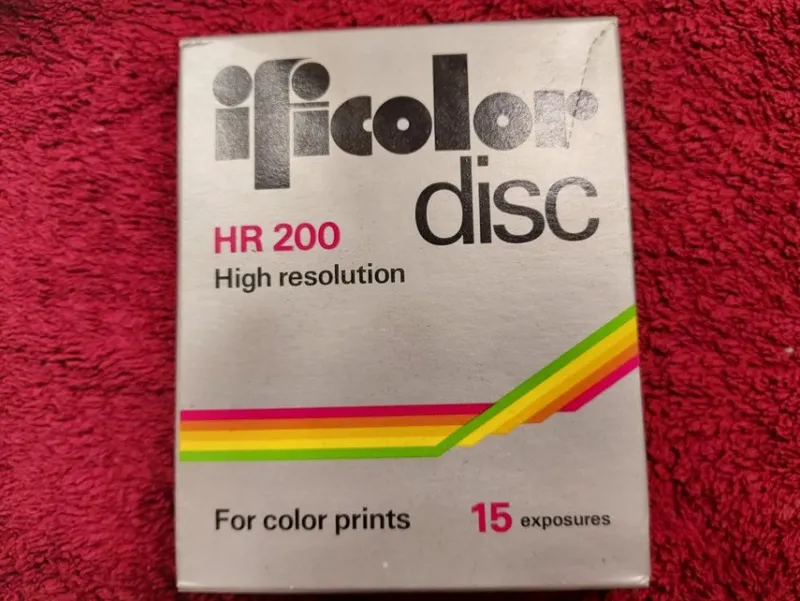 ificolor
disc
HR 200
High resolution
For color prints
15 exposures